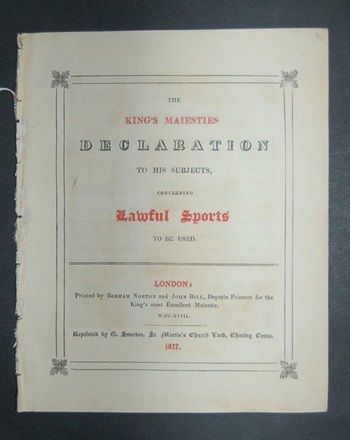 THE
KING'S MAIESTIES
DECLARATION
TO HIS SUBJECTS,
CONCERNING
Lawful Sports
TO BE USED.
LONDON:
Printed by BONHAM NORTON and JOHN BILL, Deputie Printers for the
King's most Excellent Maiestie.
M.DC.XVIII.
Reprinted by G. Smeeton, St. Martin's Church Yard, Charing Cross.
1817.